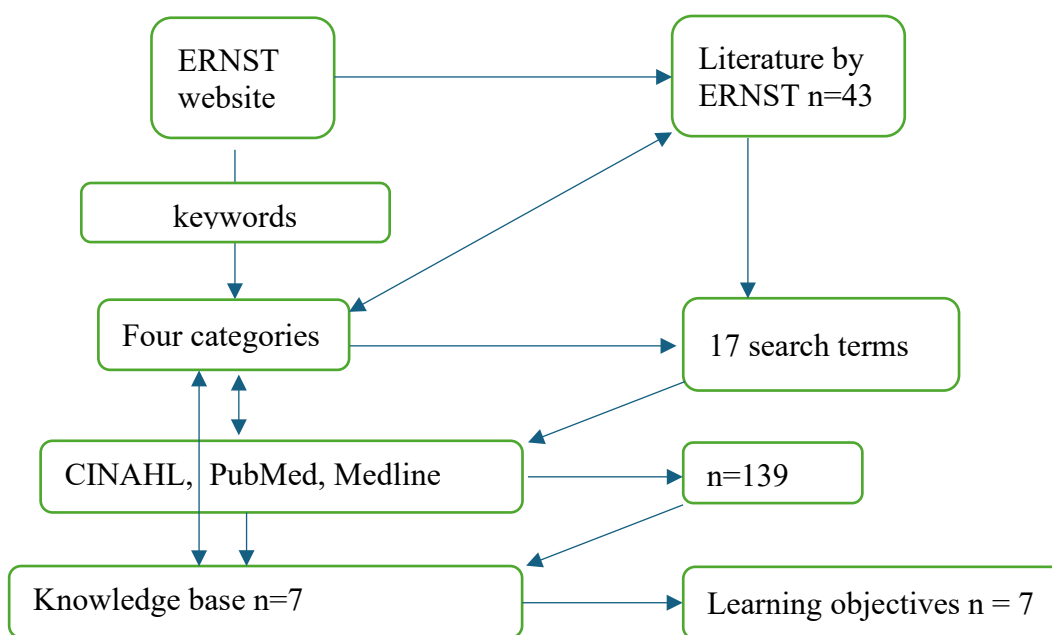 ERNST
website
Literature by
ERNST n=43
keywords
Four categories
17 search terms
CINAHL, PubMed, Medline
n=139
Knowledge base n=7
Learning objectives n = 7